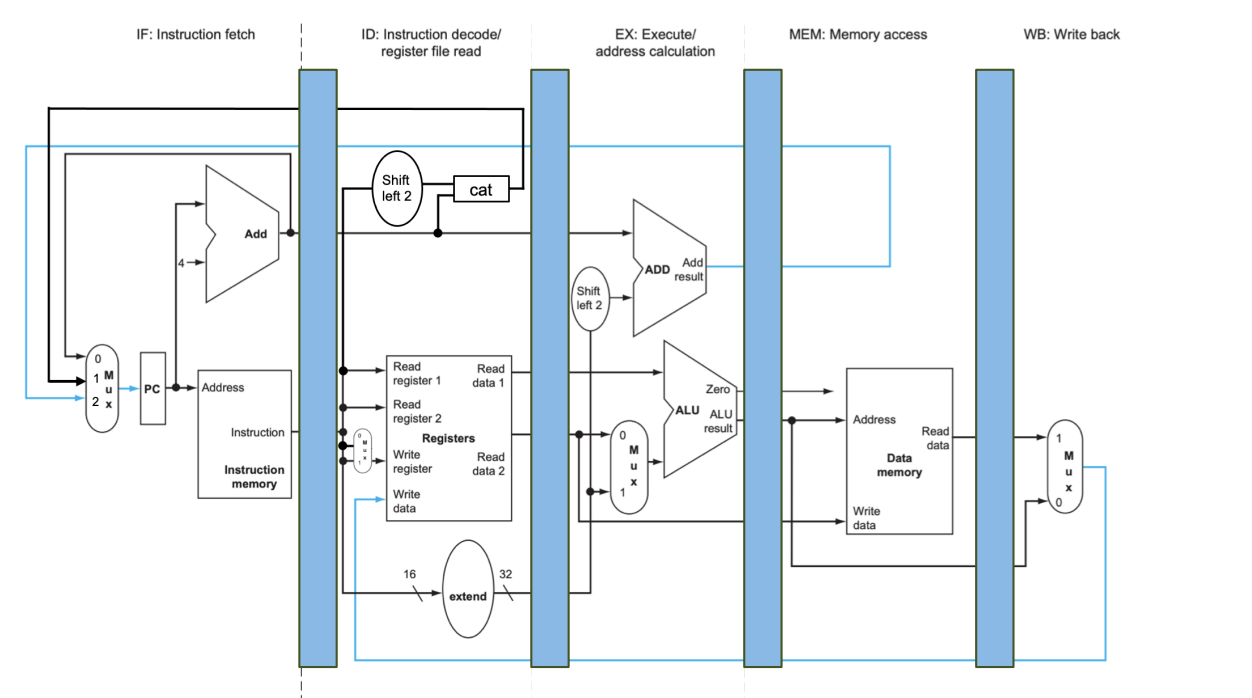 IF: Instruction fetch
ID: Instruction decode/
register file read
EX: Execute/
address calculation
MEM: Memory access
WB: Write back
Shift
left 2
cat
Add
4
ADD
Add
result
Shift
left 2
0
1
2
M
u
x
PC
Address
Instruction
Instruction
memory
Read
register 1
Read
register 2
Write
register
Write
data
Registers
Read
data 1
Read
data 2
0
M
u
x
1
16
extend
32
0
M
u
x
1
Zero
ALU
ALU
result
Address
Read
data
Data
memory
Write
data
1
M
u
x
0